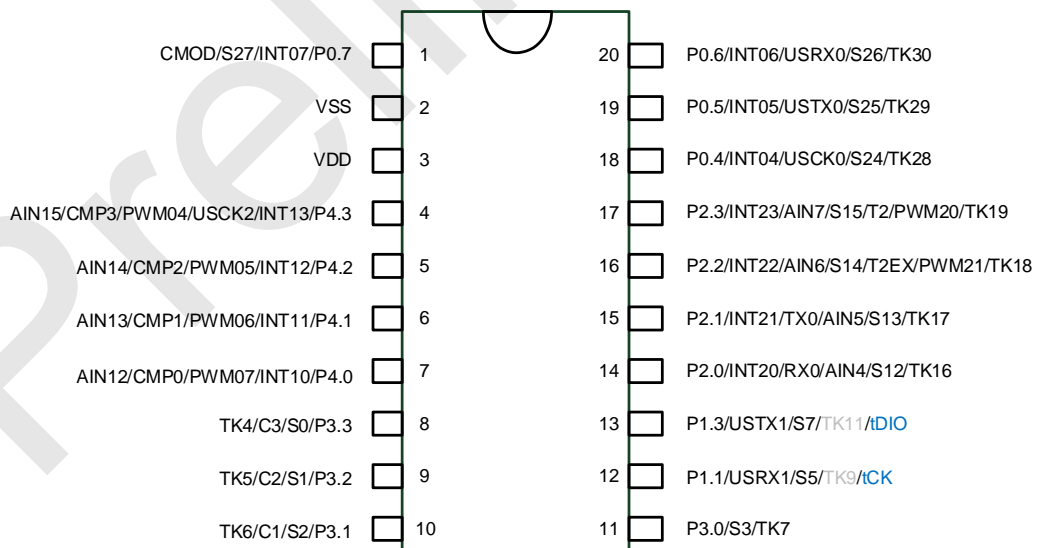 CMOD/S27/INT07/P0.7 1 20 P0.6/INT06/USRX0/S26/TK30
VSS 2 19 P0.5/INT05/USTX0/S25/TK29
VDD 3 18 P0.4/INT04/USCK0/S24/TK28
AIN15/CMP3/PWM04/USCK2/INT13/P4.3 4 17 P2.3/INT23/AIN7/S15/T2/PWM20/TK19
AIN14/CMP2/PWM05/INT12/P4.2 5 16 P2.2/INT22/AIN6/S14/T2EX/PWM21/TK18
AIN13/CMP1/PWM06/INT11/P4.1 6 15 P2.1/INT21/TX0/AIN5/S13/TK17
AIN12/CMP0/PWM07/INT10/P4.0 7 14 P2.0/INT20/RX0/AIN4/S12/TK16
TK4/C3/S0/P3.3 8 13 P1.3/USTX1/S7/TK11/tDIO
TK5/C2/S1/P3.2 9 12 P1.1/USRX1/S5/TK9/tCK
TK6/C1/S2/P3.1 10 11 P3.0/S3/TK7